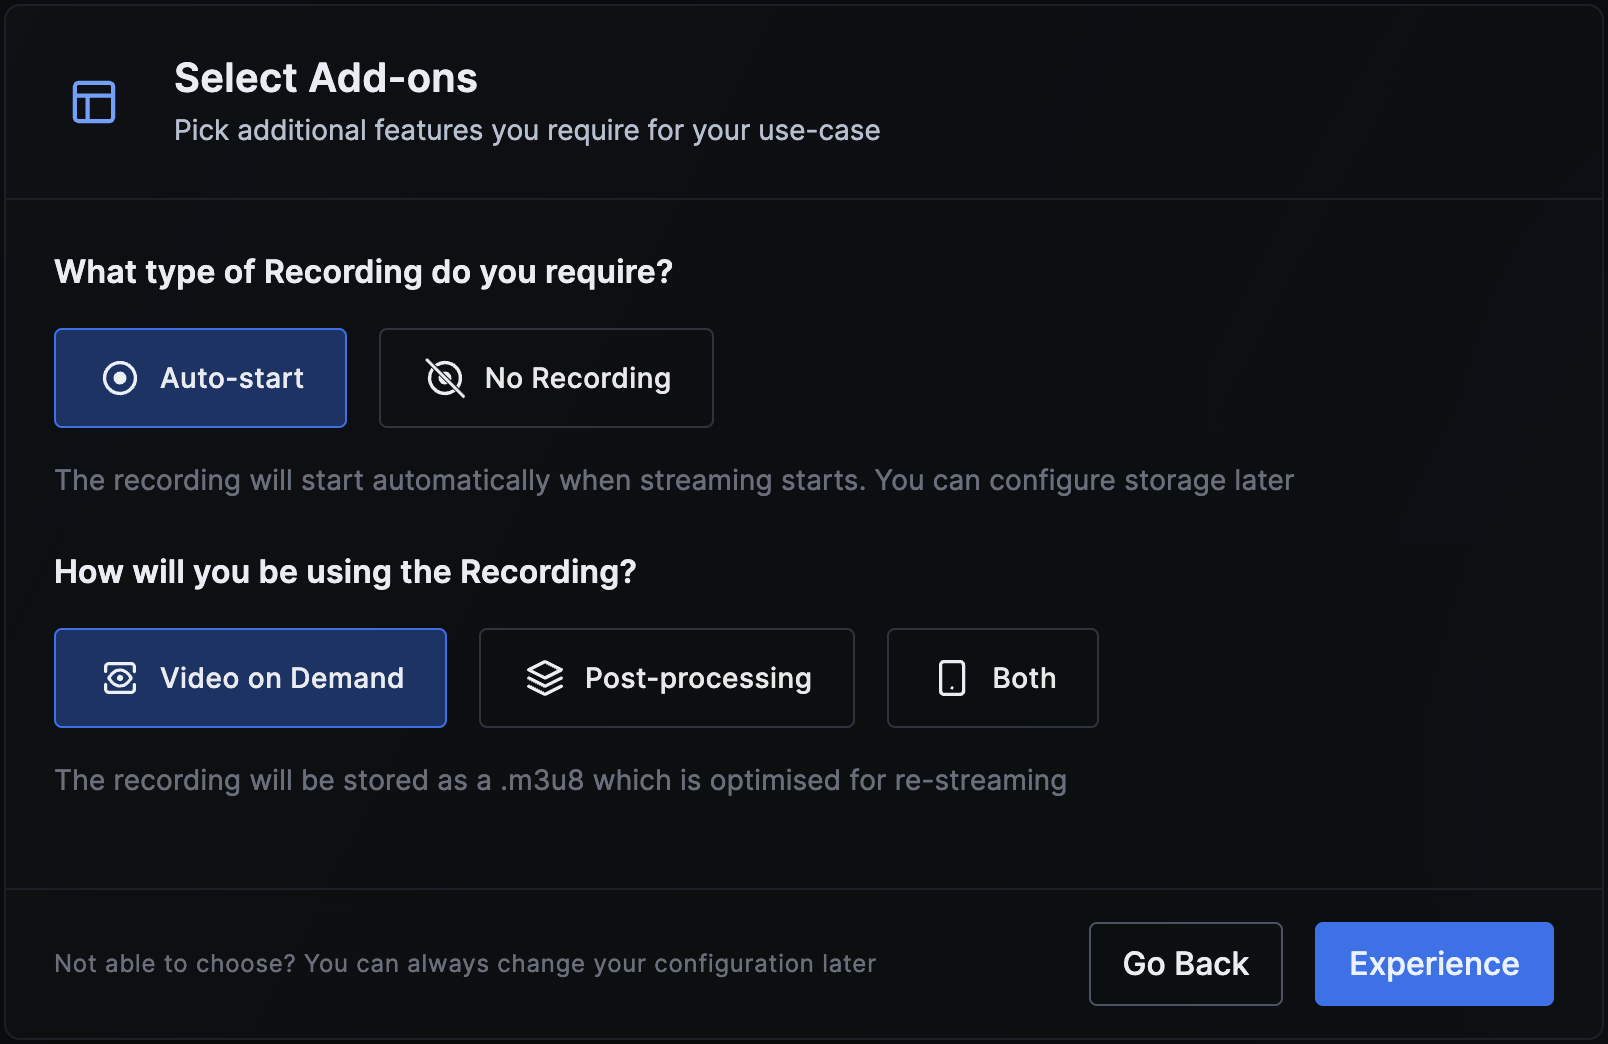 Select Add-ons
Pick additional features you require for your use-case
What type of Recording do you require?
Auto-start
No Recording
The recording will start automatically when streaming starts. You can configure storage later
How will you be using the Recording?
Video on Demand
Post-processing
Both
The recording will be stored as a .m3u8 which is optimised for re-streaming
Not able to choose? You can always change your configuration later
Go Back
Experience